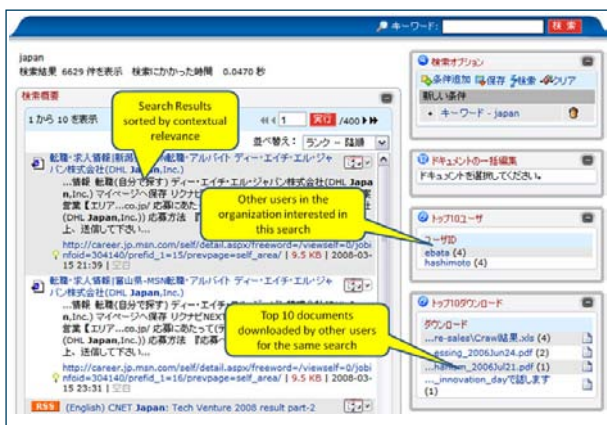 キーワード:
検索
japan
検索結果 6629 件を表示 検索にかかった時間 0.0470 秒
検索概要
1 から 10 を表示
1
実行
/400
並べ替え: ランク - 降順
Search Results
sorted by contextual
relevance
転職・求人情報|新潟
MSN転職・アルバイト ディー・エイチ・エル・ジャ
パン株式会社(DHL Japan,Inc.)
...情報 転職(自分で探す) ディー・エイチ・エル・ジャパン株式会社(DHL Japa
n,Inc.) マイページへ保存 リクナビ
営業【エリア...co.jp/ 応募に
(DHL Japan,Inc.)) 応募方法
上、送信して下さい...
Other users in the
organization interested in
this search
http://career.jp.msn.com/self/detail.aspx/freeword=/viewself=0/jobi
nfoid=304140/prefid_1=15/prevpage=self_area/ | 9.5 KB | 2008-03-
15 21:39 | 空白
転職・求人情報|富山県-MSN転職・アルバイト ディー・エイチ・エル・ジャ
パン株式会社(DHL Japan,Inc.)
...情報 転職(自分で探す)
n,Inc.) マイページへ保存 リクナビNEXT
営業【エリア...co.jp/ 応募にあたって(デ
(DHL Japan,Inc.)) 応募方法 『応募
上、送信して下さい...
Top 10 documents
downloaded by other users
for the same search
http://career.jp.msn.com/self/detail.aspx/freeword=/viewself=0/jobi
nfoid=304140/prefid_1=16/prevpage=self_area/ | 9.5 KB | 2008-03-
15 23:31 | 空白
RSS (English) CNET Japan: Tech Venture 2008 result part-2
検索オプション
条件追加 保存 検索 クリア
新しい条件
• キーワード - japan
ドキュメントの一括編集
ドキュメントを選択してください。
トップ10ユーザ
ユーザID
ebata (4)
hashimoto (4)
トップ10ダウンロード
ダウンロード
...re-sales\Crawl結果.xls (4)
...essing_2006Jun24.pdf (2)
_2006Jul21.pdf (1)
..._innovation_dayで話します
(1)